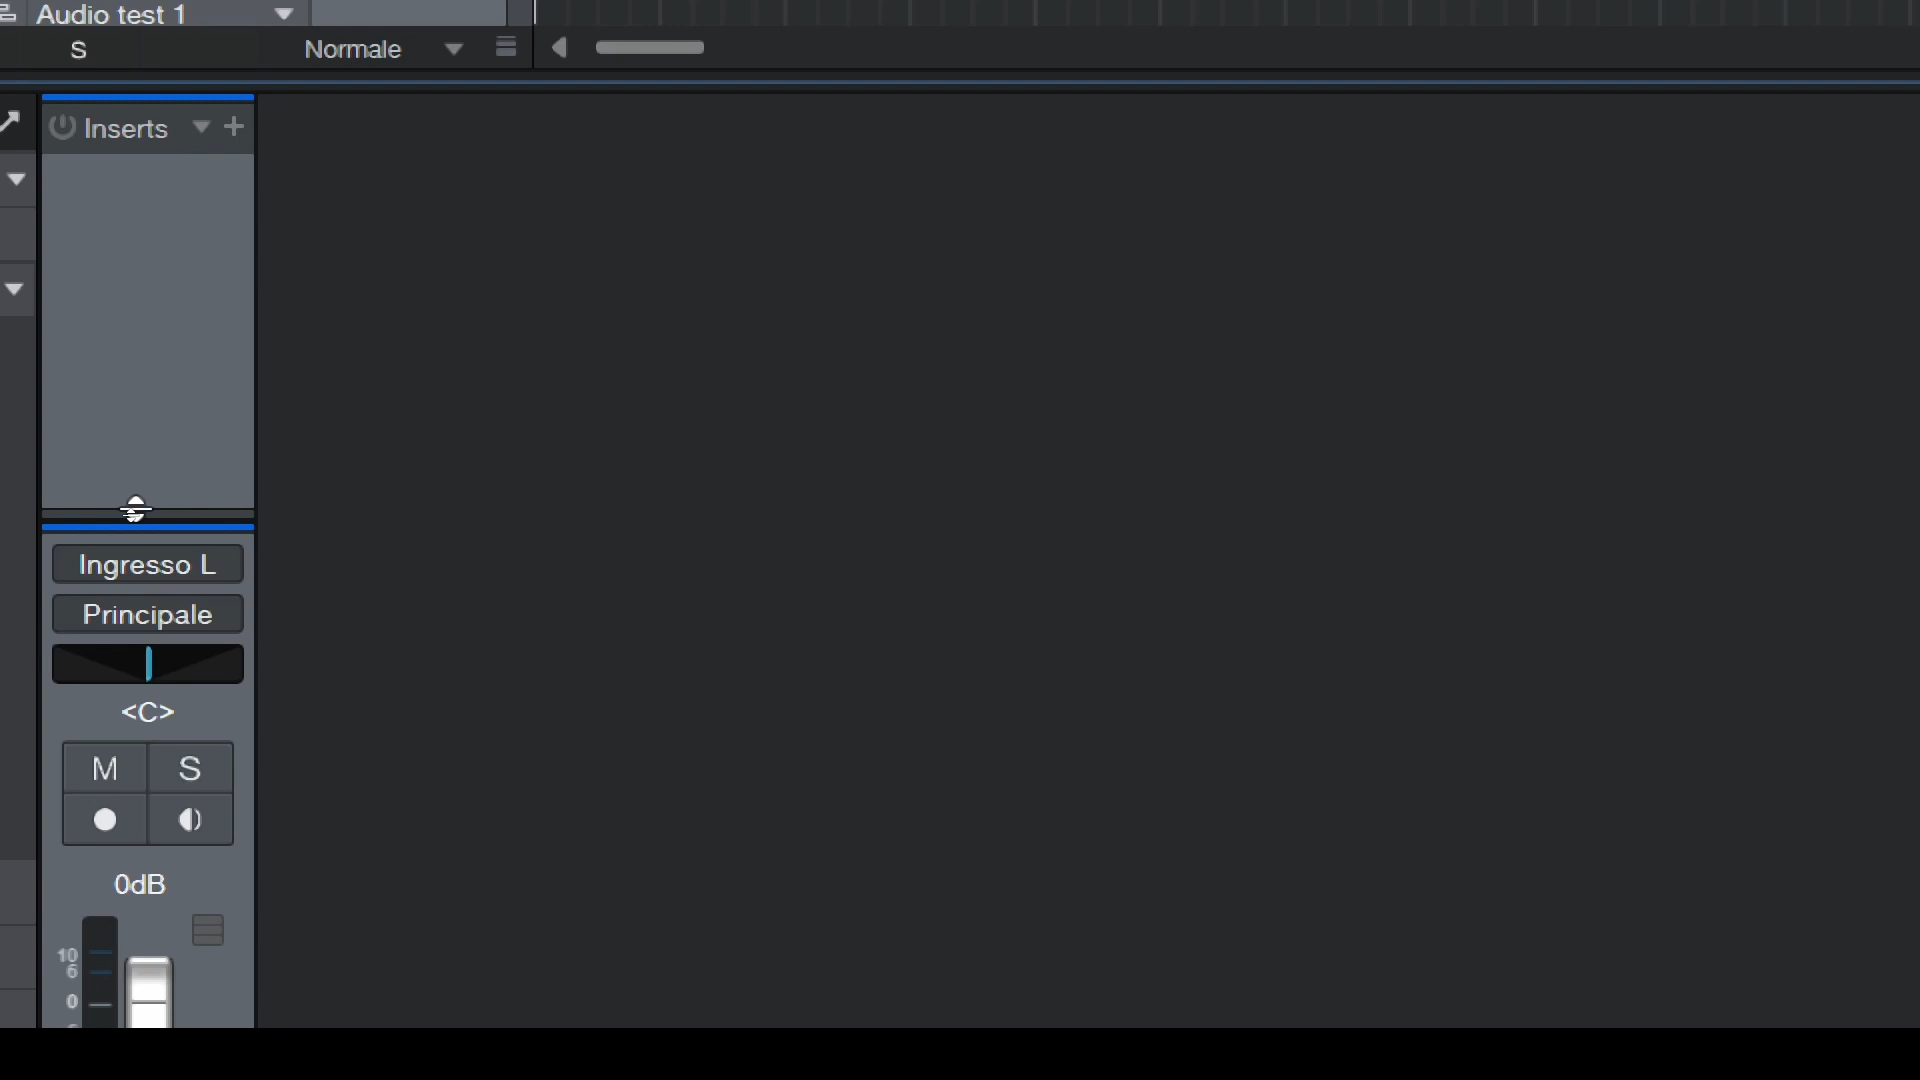 Audio test 1
S
Normale
Inserts
Ingresso L
Principale
<C>
M S
0dB
10
6
0